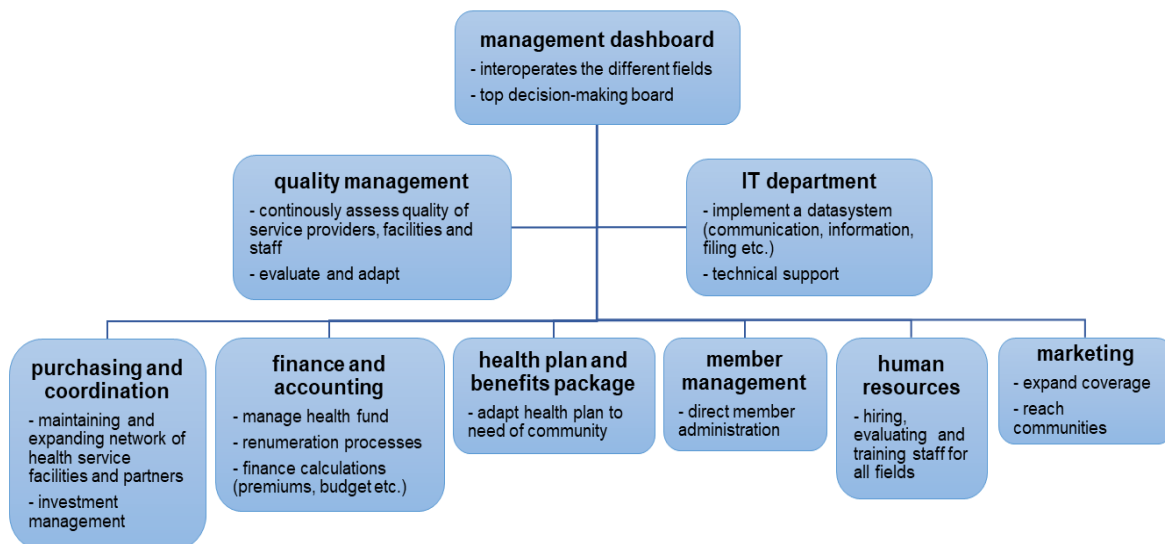 management dashboard
- interoperates the different fields
- top decision-making board
quality management
- continously assess quality of
service providers, facilities and
staff
- evaluate and adapt
IT department
- implement a datasystem
(communication, information,
filing etc.)
- technical support
purchasing and
coordination
- maintaining and
expanding network of
health service
facilities and partners
- investment
management
finance and
accounting
- manage health fund
- renumeration processes
- finance calculations
(premiums, budget etc.)
health plan and
benefits package
- adapt health plan to
need of community
member
management
- direct member
administration
human
resources
- hiring,
evaluating and
training staff for
all fields
marketing
- expand coverage
- reach
communities